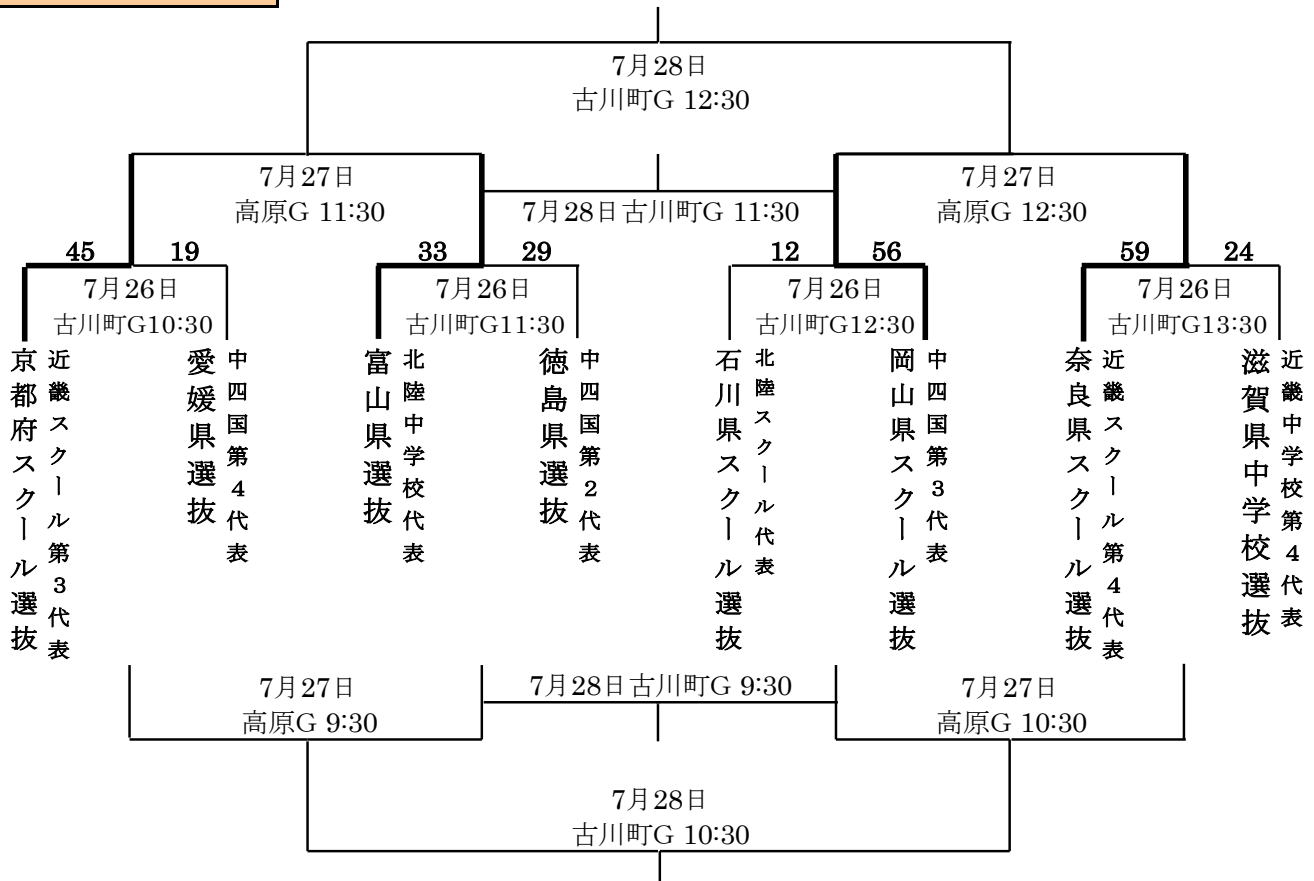 7月28日
古川町G 12:30
7月27日
高原G 11:30
7月28日古川町G 11:30
7月27日
高原G 12:30
45
19
33
29
12
56
59
24
7月26日
古川町G10:30
7月26日
古川町G11:30
7月26日
古川町G12:30
7月26日
古川町G13:30
京都府スクール選抜
近畿スクール第3代表
愛媛県選抜
中四国第4代表
富山県選抜
北陸中学校代表
徳島県選抜
中四国第2代表
石川県スクール選抜
北陸スクール代表
岡山県スクール選抜
中四国第3代表
奈良県スクール選抜
近畿スクール第4代表
滋賀県中学校選抜
近畿中学校第4代表
7月27日
高原G 9:30
7月28日古川町G 9:30
7月27日
高原G 10:30
7月28日
古川町G 10:30